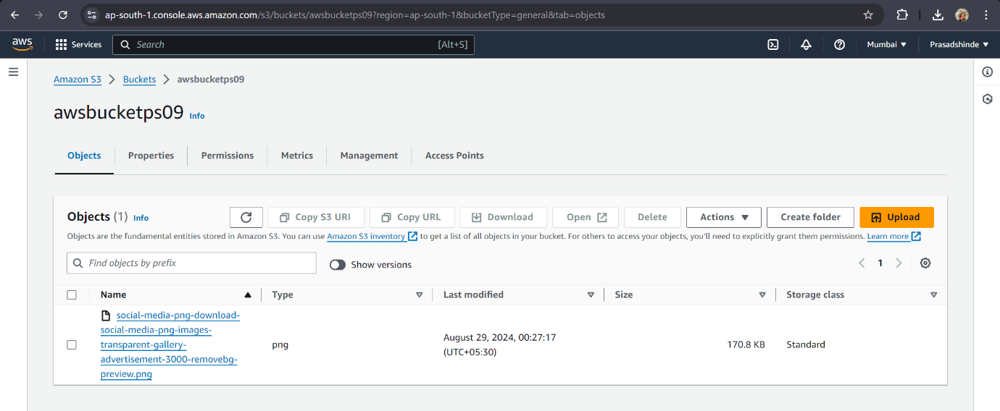 ap-south-1.console.aws.amazon.com/s3/buckets/awsbucketps09?region=ap-south-1&bucketType=general&tab=objects
aws Services Search [Alt+S] Mumbai Prasadshinde
Amazon S3 Buckets awsbucketps09
awsbucketps09 Info
Objects Properties Permissions Metrics Management Access Points
Objects (1) Info Copy S3 URI Copy URL Download Open Delete Actions Create folder Upload
Objects are the fundamental entities stored in Amazon S3. You can use Amazon S3 inventory to get a list of all objects in your bucket. For others to access your objects, you'll need to explicitly grant them permissions. Learn more
Find objects by prefix Show versions 1
Name Type Last modified Size Storage class
social-media-png-download-
social-media-png-images-
transparent-gallery-
advertisement-3000-removebg-
preview.png
png
August 29, 2024, 00:27:17
(UTC+05:30)
170.8 KB
Standard